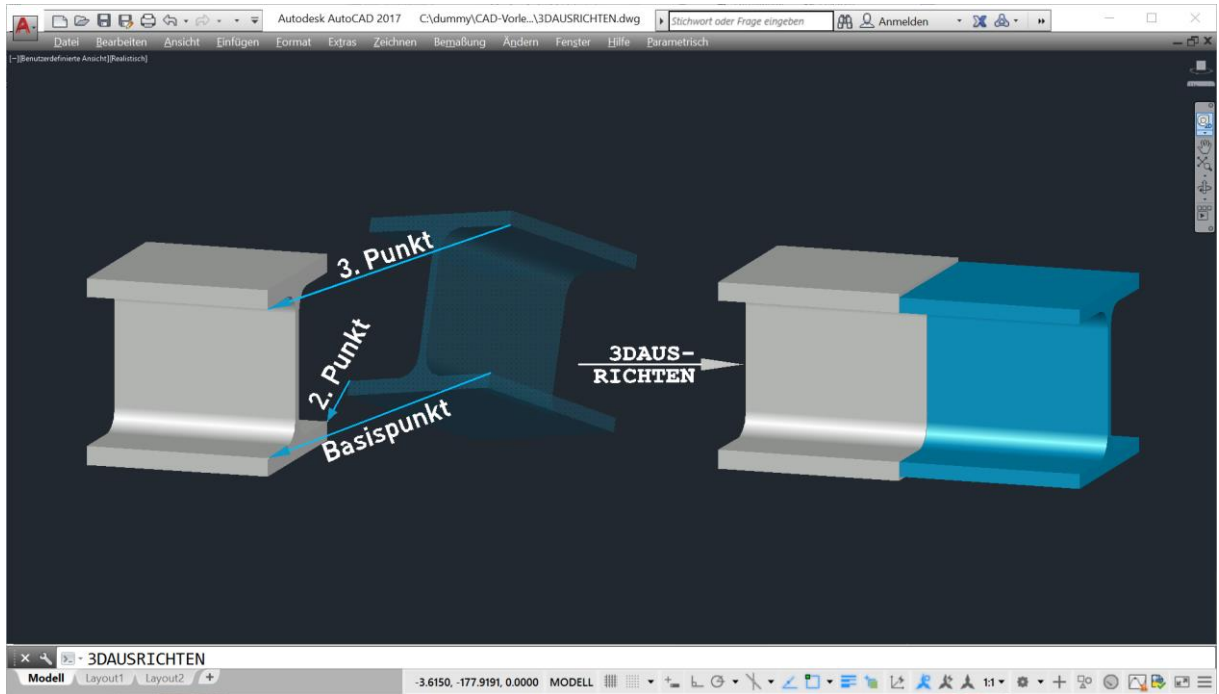 A Autodesk AutoCAD 2017 C:\dummy\CAD-Vorle...\3DAUSRICHTEN.dwg Stichwort oder Frage eingeben Anmelden
Datei Bearbeiten Ansicht Einfügen Format Extras Zeichnen Bemaßung Ändern Fenster Hilfe Parametrisch
[−][Benutzerdefinierte Ansicht][Realistisch]
3. Punkt
2. Punkt
Basispunkt
3DAUS-
RICHTEN
3DAUSRICHTEN
Modell Layout1 Layout2 + -3.6150, -177.9191, 0.0000 MODELL 1:1